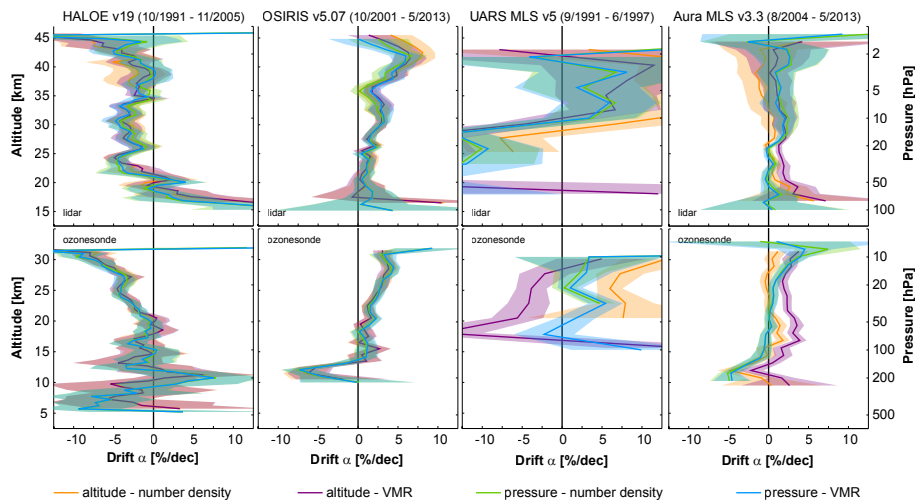 HALOE v19 (10/1991 - 11/2005) OSIRIS v5.07 (10/2001 - 5/2013) UARS MLS v5 (9/1991 - 6/1997) Aura MLS v3.3 (8/2004 - 5/2013)
45
40
35
30
25
20
15
Altitude [km]
lidar lidar lidar lidar
2
5
10
20
50
100
Pressure [hPa]
ozonesonde ozonesonde ozonesonde ozonesonde
30
25
20
15
10
5
Altitude [km]
10
20
50
100
200
500
Pressure [hPa]
-10 -5 0 5 10 -10 -5 0 5 10 -10 -5 0 5 10 -10 -5 0 5 10
Drift α [%/dec] Drift α [%/dec] Drift α [%/dec] Drift α [%/dec]
altitude - number density altitude - VMR pressure - number density pressure - VMR